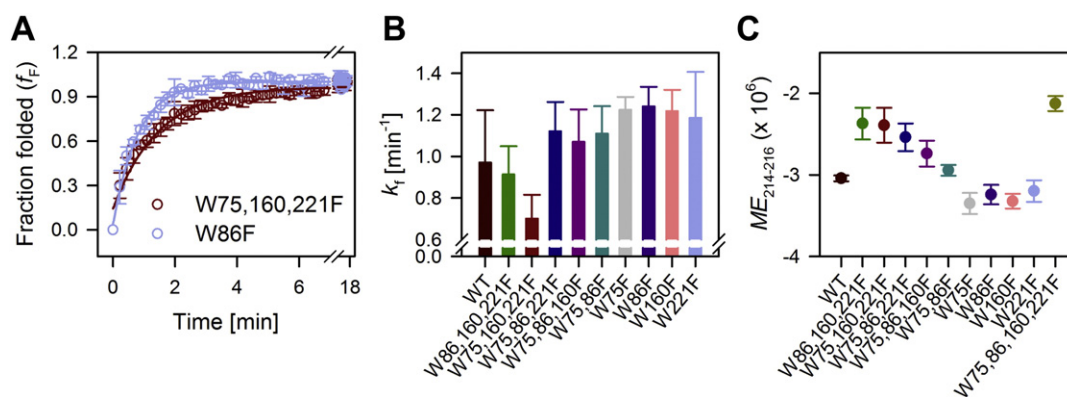 A
Fraction folded (fF)
1.2
0.9
0.6
0.3
0.0
W75,160,221F
W86F
0 2 4 6 18
Time [min]
B
kf [min-1]
1.4
1.2
1.0
0.8
0.6
0.0
WT
W86,160,221F
W75,160,221F
W75,86,221F
W75,86,160F
W75,86F
W75F
W86F
W160F
W221F
C
ME214-216 (x 10^6)
-2
-3
-4
WT
W86,160,221F
W75,160,221F
W75,86,221F
W75,86,160F
W75,86F
W75F
W86F
W160F
W221F
W75,86,160,221F